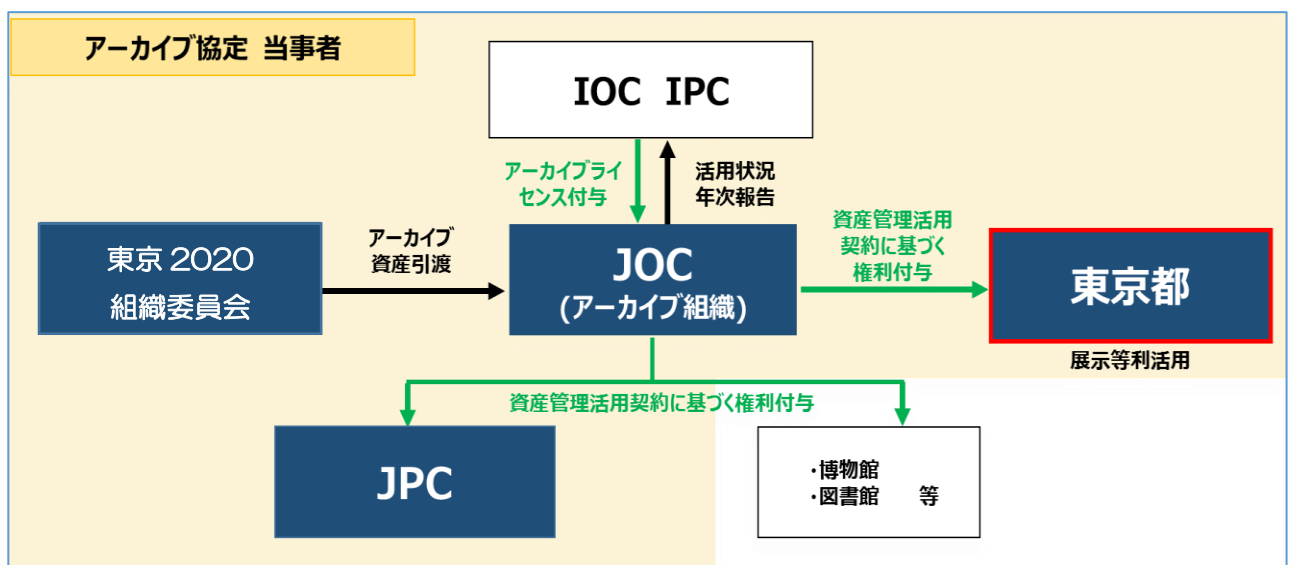 アーカイブ協定 当事者
IOC IPC
アーカイブライ
センス付与
活用状況
年次報告
資産管理活用
契約に基づく
権利付与
東京2020
組織委員会
アーカイブ
資産引渡
JOC
(アーカイブ組織)
東京都
展示等利活用
資産管理活用契約に基づく権利付与
JPC
・博物館
・図書館 等